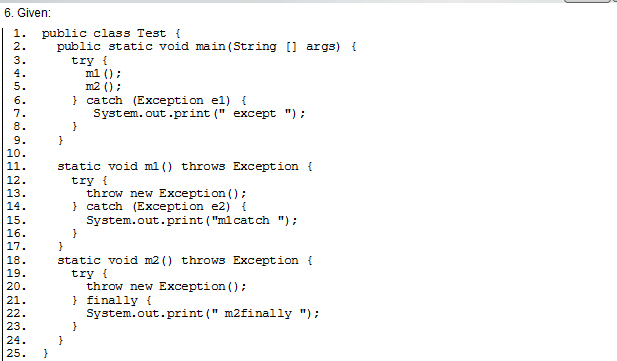 6. Given:
1. public class Test {
2. public static void main(String [] args) {
3. try {
4. m1();
5. m2();
6. } catch (Exception e1) {
7. System.out.print(" except ");
8. }
9. }
10.
11. static void m1() throws Exception {
12. try {
13. throw new Exception();
14. } catch (Exception e2) {
15. System.out.print("m1catch ");
16. }
17. }
18. static void m2() throws Exception {
19. try {
20. throw new Exception();
21. } finally {
22. System.out.print(" m2finally ");
23. }
24. }
25. }